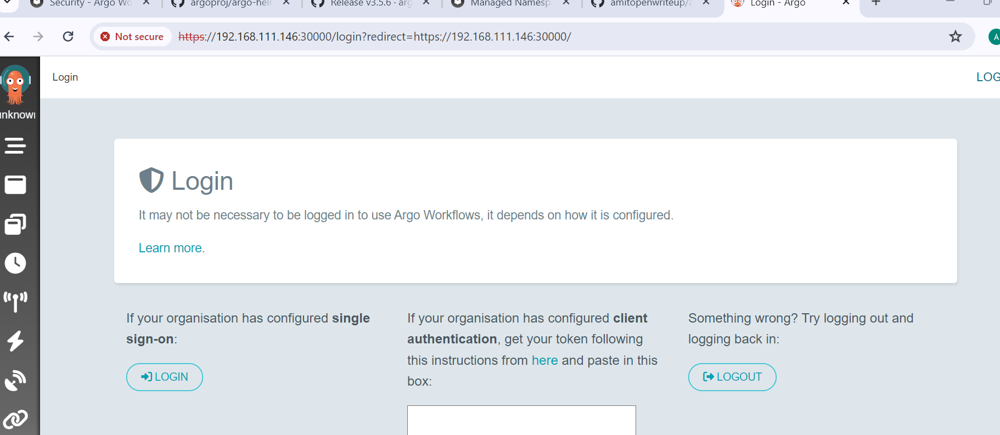 Security - Argo Wo
argoproj/argo-helm
Release v3.5.6 · arg
Managed Namesp
amitopenwriteup/a
Login - Argo
Not secure
https://192.168.111.146:30000/login?redirect=https://192.168.111.146:30000/
A
Login
LOG
unknown
Login
It may not be necessary to be logged in to use Argo Workflows, it depends on how it is configured.
Learn more.
If your organisation has configured single
sign-on:
LOGIN
If your organisation has configured client
authentication, get your token following
this instructions from here and paste in this
box:
Something wrong? Try logging out and
logging back in:
LOGOUT